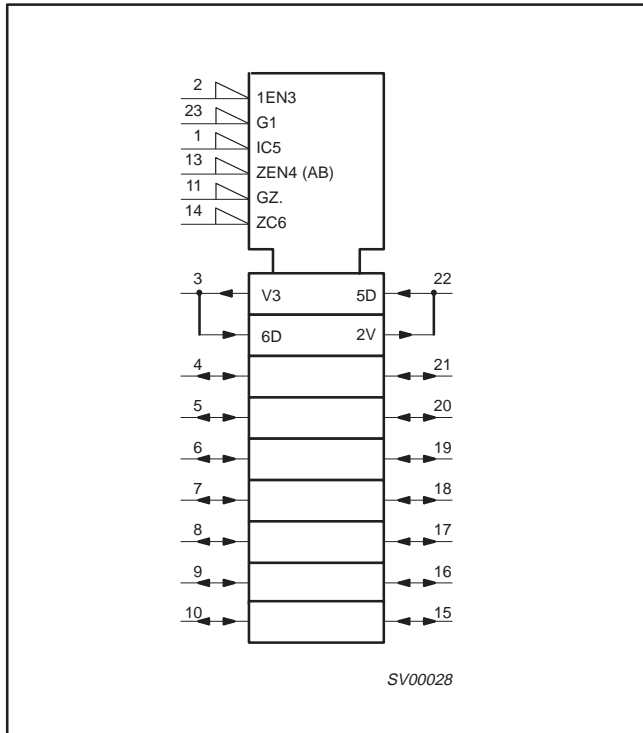 2 1EN3
23 G1
1 IC5
13 ZEN4 (AB)
11 GZ.
14 ZC6
3 V3 5D 22
6D 2V
4 21
5 20
6 19
7 18
8 17
9 16
10 15
SV00028